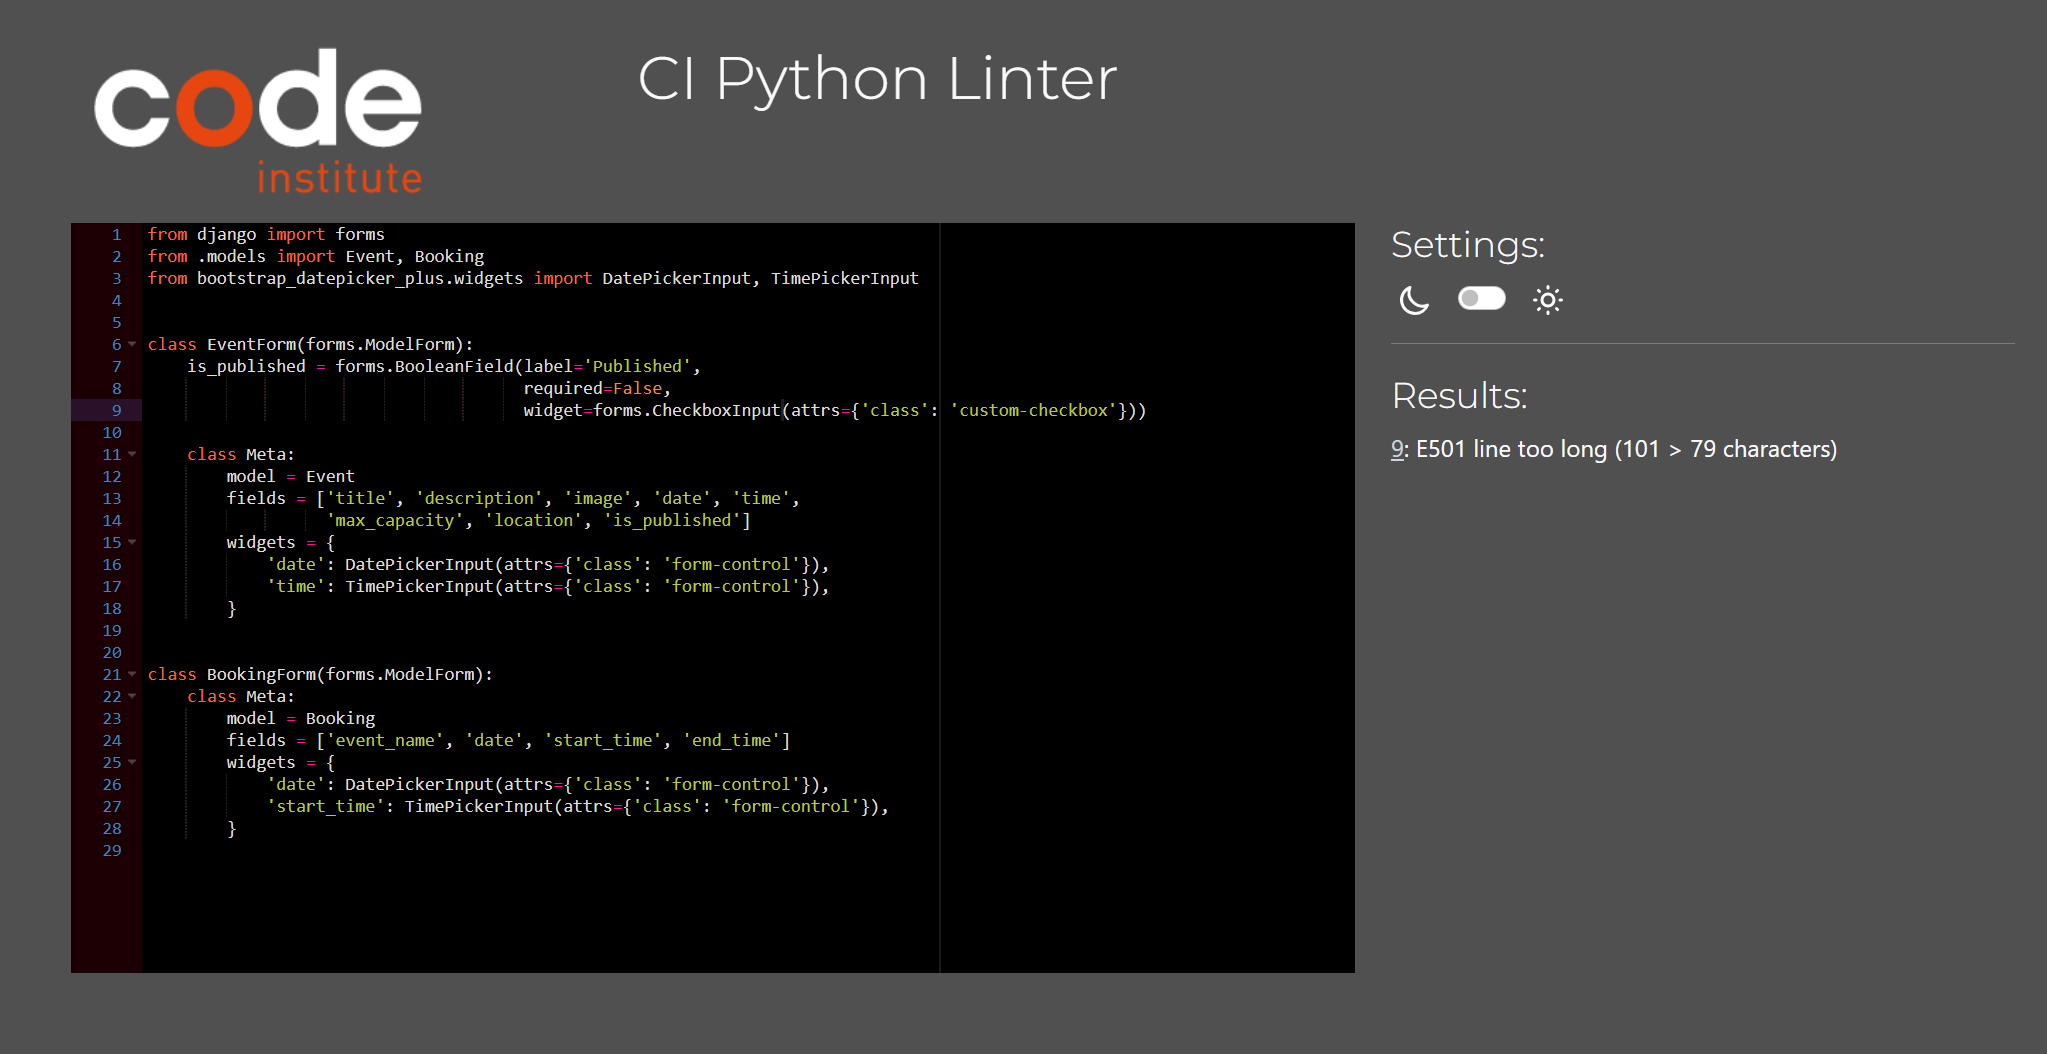 code
institute
CI Python Linter
1 from django import forms
2 from .models import Event, Booking
3 from bootstrap_datepicker_plus.widgets import DatePickerInput, TimePickerInput
4
5
6 class EventForm(forms.ModelForm):
7     is_published = forms.BooleanField(label='Published',
8                                       required=False,
9                                       widget=forms.CheckboxInput(attrs={'class': 'custom-checkbox'}))
10
11     class Meta:
12         model = Event
13         fields = ['title', 'description', 'image', 'date', 'time',
14                   'max_capacity', 'location', 'is_published']
15         widgets = {
16             'date': DatePickerInput(attrs={'class': 'form-control'}),
17             'time': TimePickerInput(attrs={'class': 'form-control'}),
18         }
19
20
21 class BookingForm(forms.ModelForm):
22     class Meta:
23         model = Booking
24         fields = ['event_name', 'date', 'start_time', 'end_time']
25         widgets = {
26             'date': DatePickerInput(attrs={'class': 'form-control'}),
27             'start_time': TimePickerInput(attrs={'class': 'form-control'}),
28         }
29
Settings:
Results:
9: E501 line too long (101 > 79 characters)